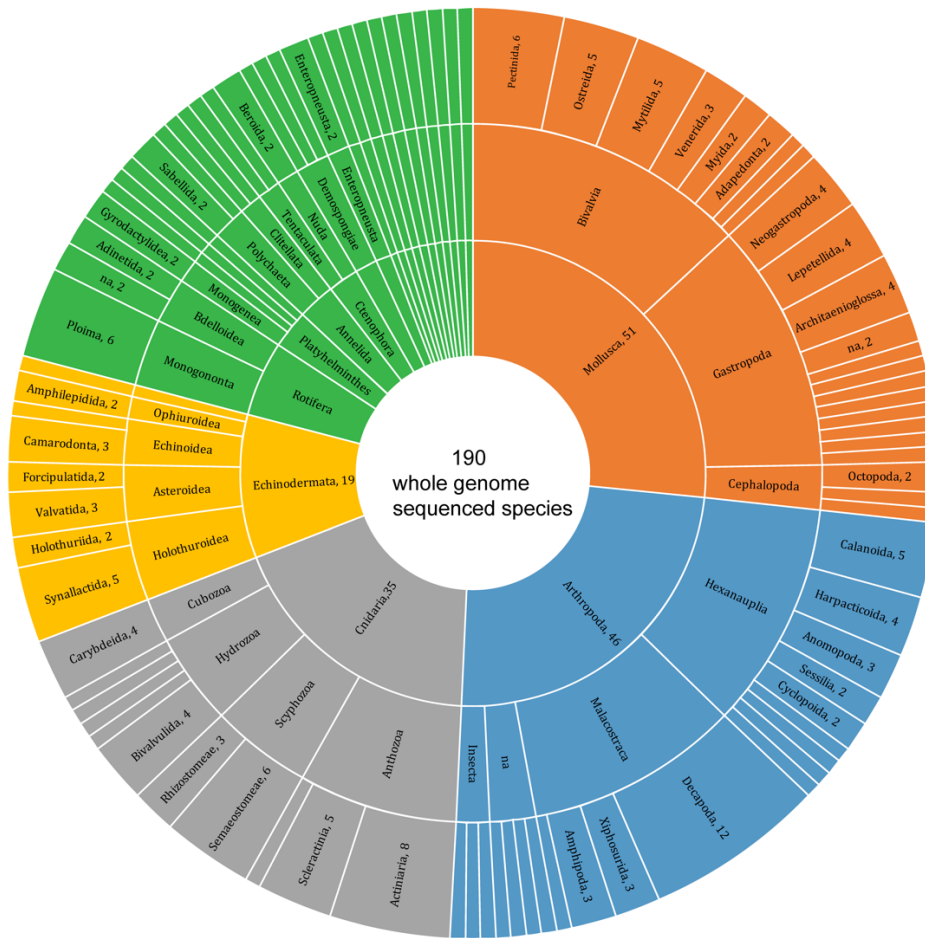 190
whole genome
sequenced species
Mollusca, 51
Bivalvia
Pectinida, 6
Ostreida, 5
Mytilida, 5
Venerida, 3
Myida, 2
Adapedonta, 2
Gastropoda
Neogastropoda, 4
Lepetellida, 4
Architaenioglossa, 4
na, 2
Cephalopoda
Octopoda, 2
Arthropoda, 46
Hexanauplia
Calanoida, 5
Harpacticoida, 4
Anomopoda, 3
Sessilia, 2
Cyclopoida, 2
Malacostraca
Decapoda, 12
Xiphosurida, 3
Amphipoda, 3
na
Insecta
Cnidaria,35
Anthozoa
Actiniaria, 8
Scleractinia, 5
Scyphozoa
Semaeostomeae, 6
Rhizostomeae, 3
Hydrozoa
Bivalvulida, 4
Cubozoa
Carybdeida, 4
Echinodermata, 19
Holothuroidea
Synallactida, 5
Holothuriida, 2
Asteroidea
Valvatida, 3
Forcipulatida, 2
Echinoidea
Camarodonta, 3
Ophiuroidea
Amphilepidida, 2
Rotifera
Monogononta
Ploima, 6
na, 2
Bdelloidea
Adinetida, 2
Platyhelminthes
Monogenea
Gyrodactylidea, 2
Annelida
Polychaeta
Sabellida, 2
Clitellata
Ctenophora
Tentaculata
Nuda
Beroida, 2
Demospongiae
Enteropneusta
Enteropneusta, 2